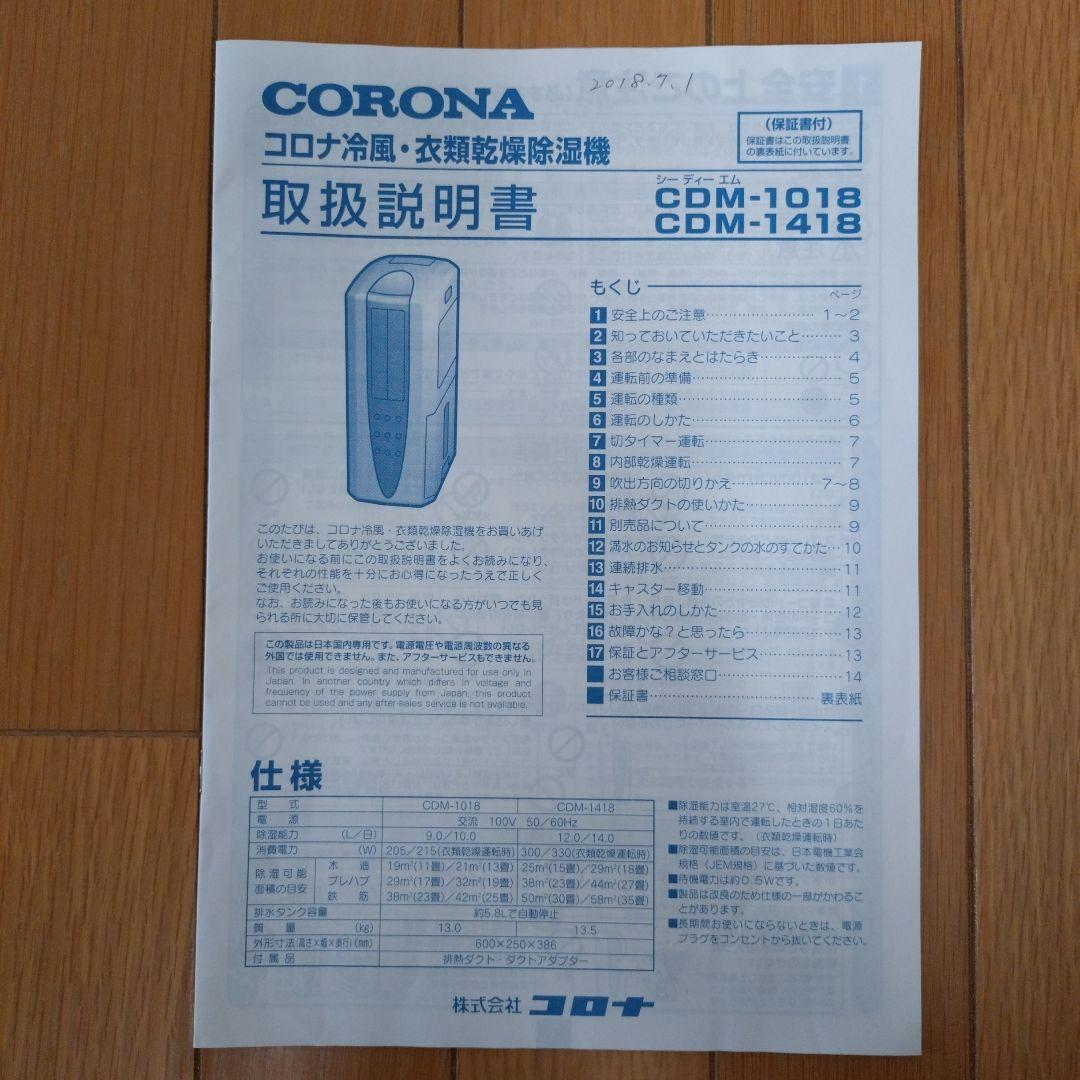 2018.7.1
CORONA
コロナ冷風・衣類乾燥除湿機
取扱説明書
(保証書付)
保証書はこの取扱説明書
の裏表紙に付いています。
シー ディー エム
CDM-1018
CDM-1418
もくじ
ページ
1 安全上のご注意…………………… 1～2
2 知っておいていただきたいこと……… 3
3 各部のなまえとはたらき……………… 4
4 運転前の準備…………………………… 5
5 運転の種類……………………………… 5
6 運転のしかた…………………………… 6
7 切タイマー運転………………………… 7
8 内部乾燥運転…………………………… 7
9 吹出方向の切りかえ……………… 7～8
10 排熱ダクトの使いかた……………… 9
11 別売品について……………………… 9
12 満水のお知らせとタンクの水のすてかた…10
13 連続排水………………………………… 11
14 キャスター移動………………………… 11
15 お手入れのしかた……………………… 12
16 故障かな？と思ったら………………… 13
17 保証とアフターサービス……………… 13
お客様ご相談窓口………………………… 14
保証書……………………………… 裏表紙
このたびは、コロナ冷風・衣類乾燥除湿機をお買いあげ
いただきましてありがとうございました。
お使いになる前にこの取扱説明書をよくお読みになり、
それぞれの性能を十分にお心得になったうえで正しく
ご使用ください。
なお、お読みになった後もお使いになる方がいつでも見
られる所に大切に保管してください。
この製品は日本国内専用です。電源電圧や電源周波数の異なる
外国では使用できません。また、アフターサービスもできません。
This product is designed and manufactured for use only in
Japan. In another country which differs in voltage and
frequency of the power supply from Japan, this product
cannot be used and any after-sales service is not available.
仕様
型 式 CDM-1018 CDM-1418
電 源 交流 100V 50/60Hz
除湿能力 (L/日) 9.0/10.0 12.0/14.0
消費電力 (W) 205/215(衣類乾燥運転時) 300/330(衣類乾燥運転時)
除湿可能面積の目安 木 造 19m²(11畳)/21m²(13畳) 25m²(15畳)/29m²(18畳)
プレハブ 29m²(17畳)/32m²(19畳) 38m²(23畳)/44m²(27畳)
鉄 筋 38m²(23畳)/42m²(25畳) 50m²(30畳)/58m²(35畳)
排水タンク容量 約5.8Lで自動停止
質 量 (kg) 13.0 13.5
外形寸法(高さ×幅×奥行)(mm) 600×250×386
付 属 品 排熱ダクト・ダクトアダプター
■除湿能力は室温27℃、相対湿度60％を
持続する室内で運転したときの1日あた
りの数値です。（衣類乾燥運転時）
■除湿可能面積の目安は、日本電機工業会
規格（JEM規格）に基づいた数値です。
■待機電力は約0.5Wです。
■製品は改良のため仕様の一部がかわるこ
とがあります。
■長期間お使いにならないときは、電源
プラグをコンセントから抜いてください。
株式会社 コロナ